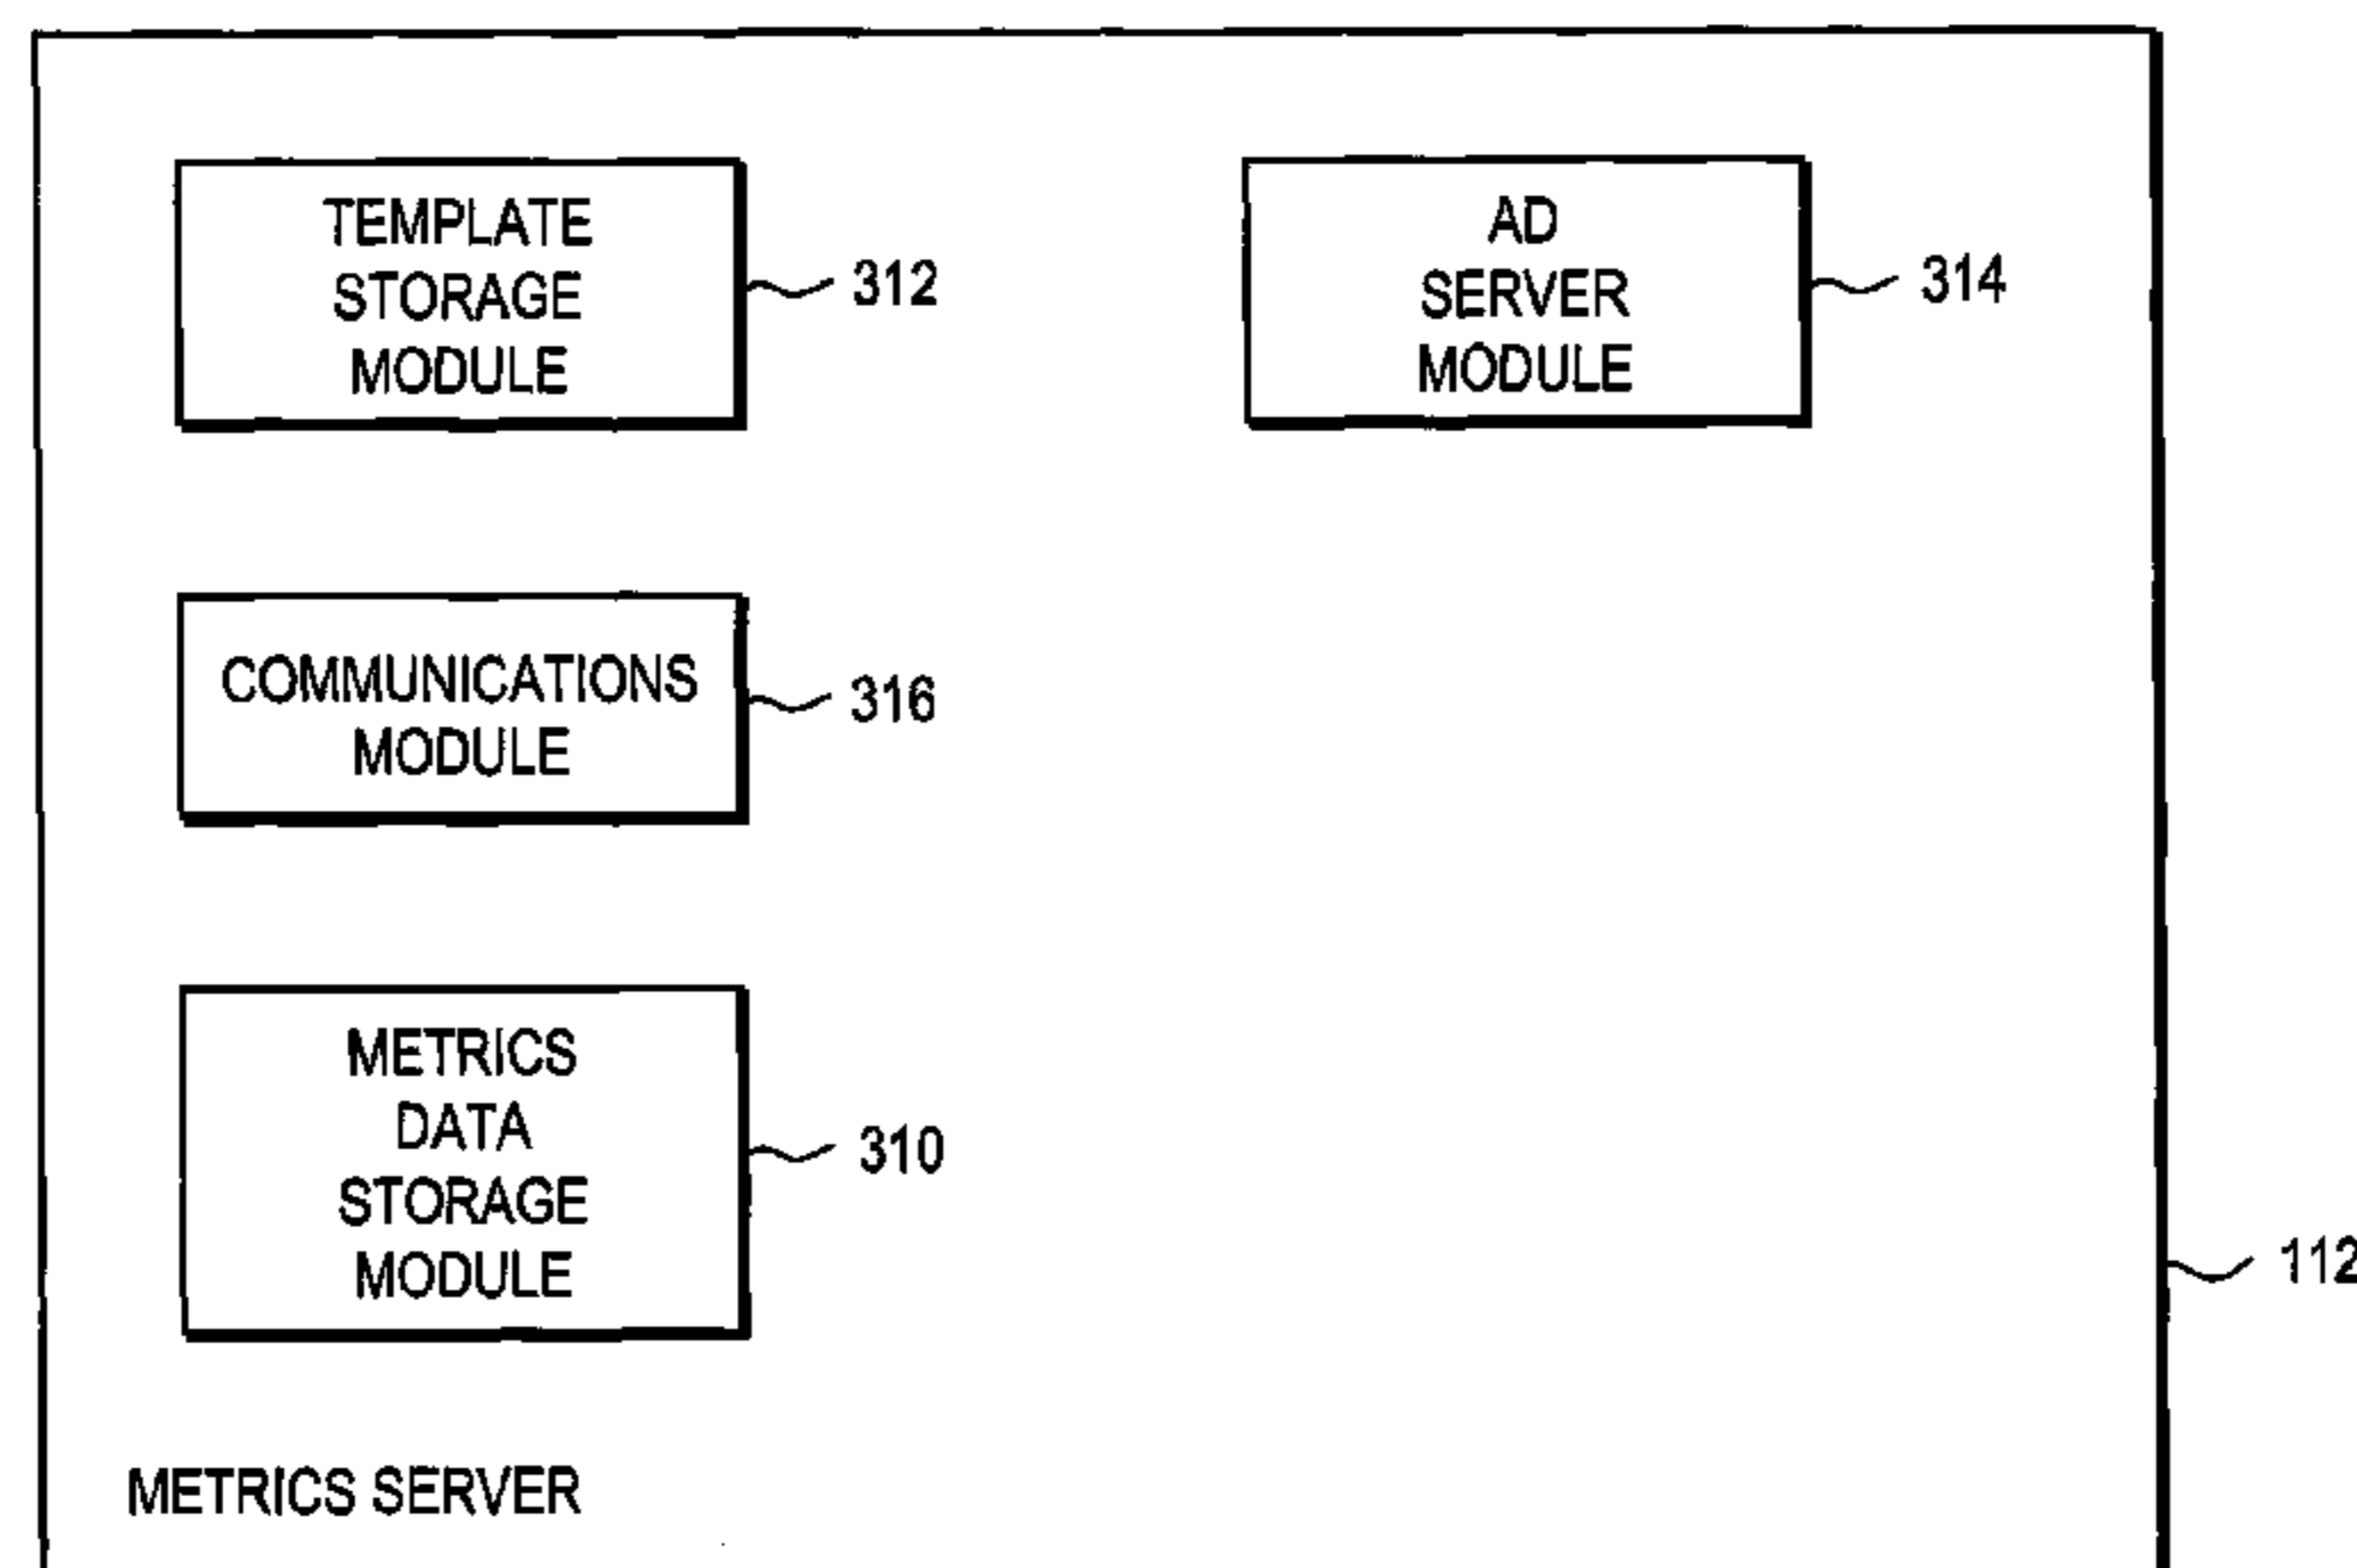 TEMPLATE
STORAGE
MODULE
312
AD
SERVER
MODULE
314
COMMUNICATIONS
MODULE
316
METRICS
DATA
STORAGE
MODULE
310
112
METRICS SERVER